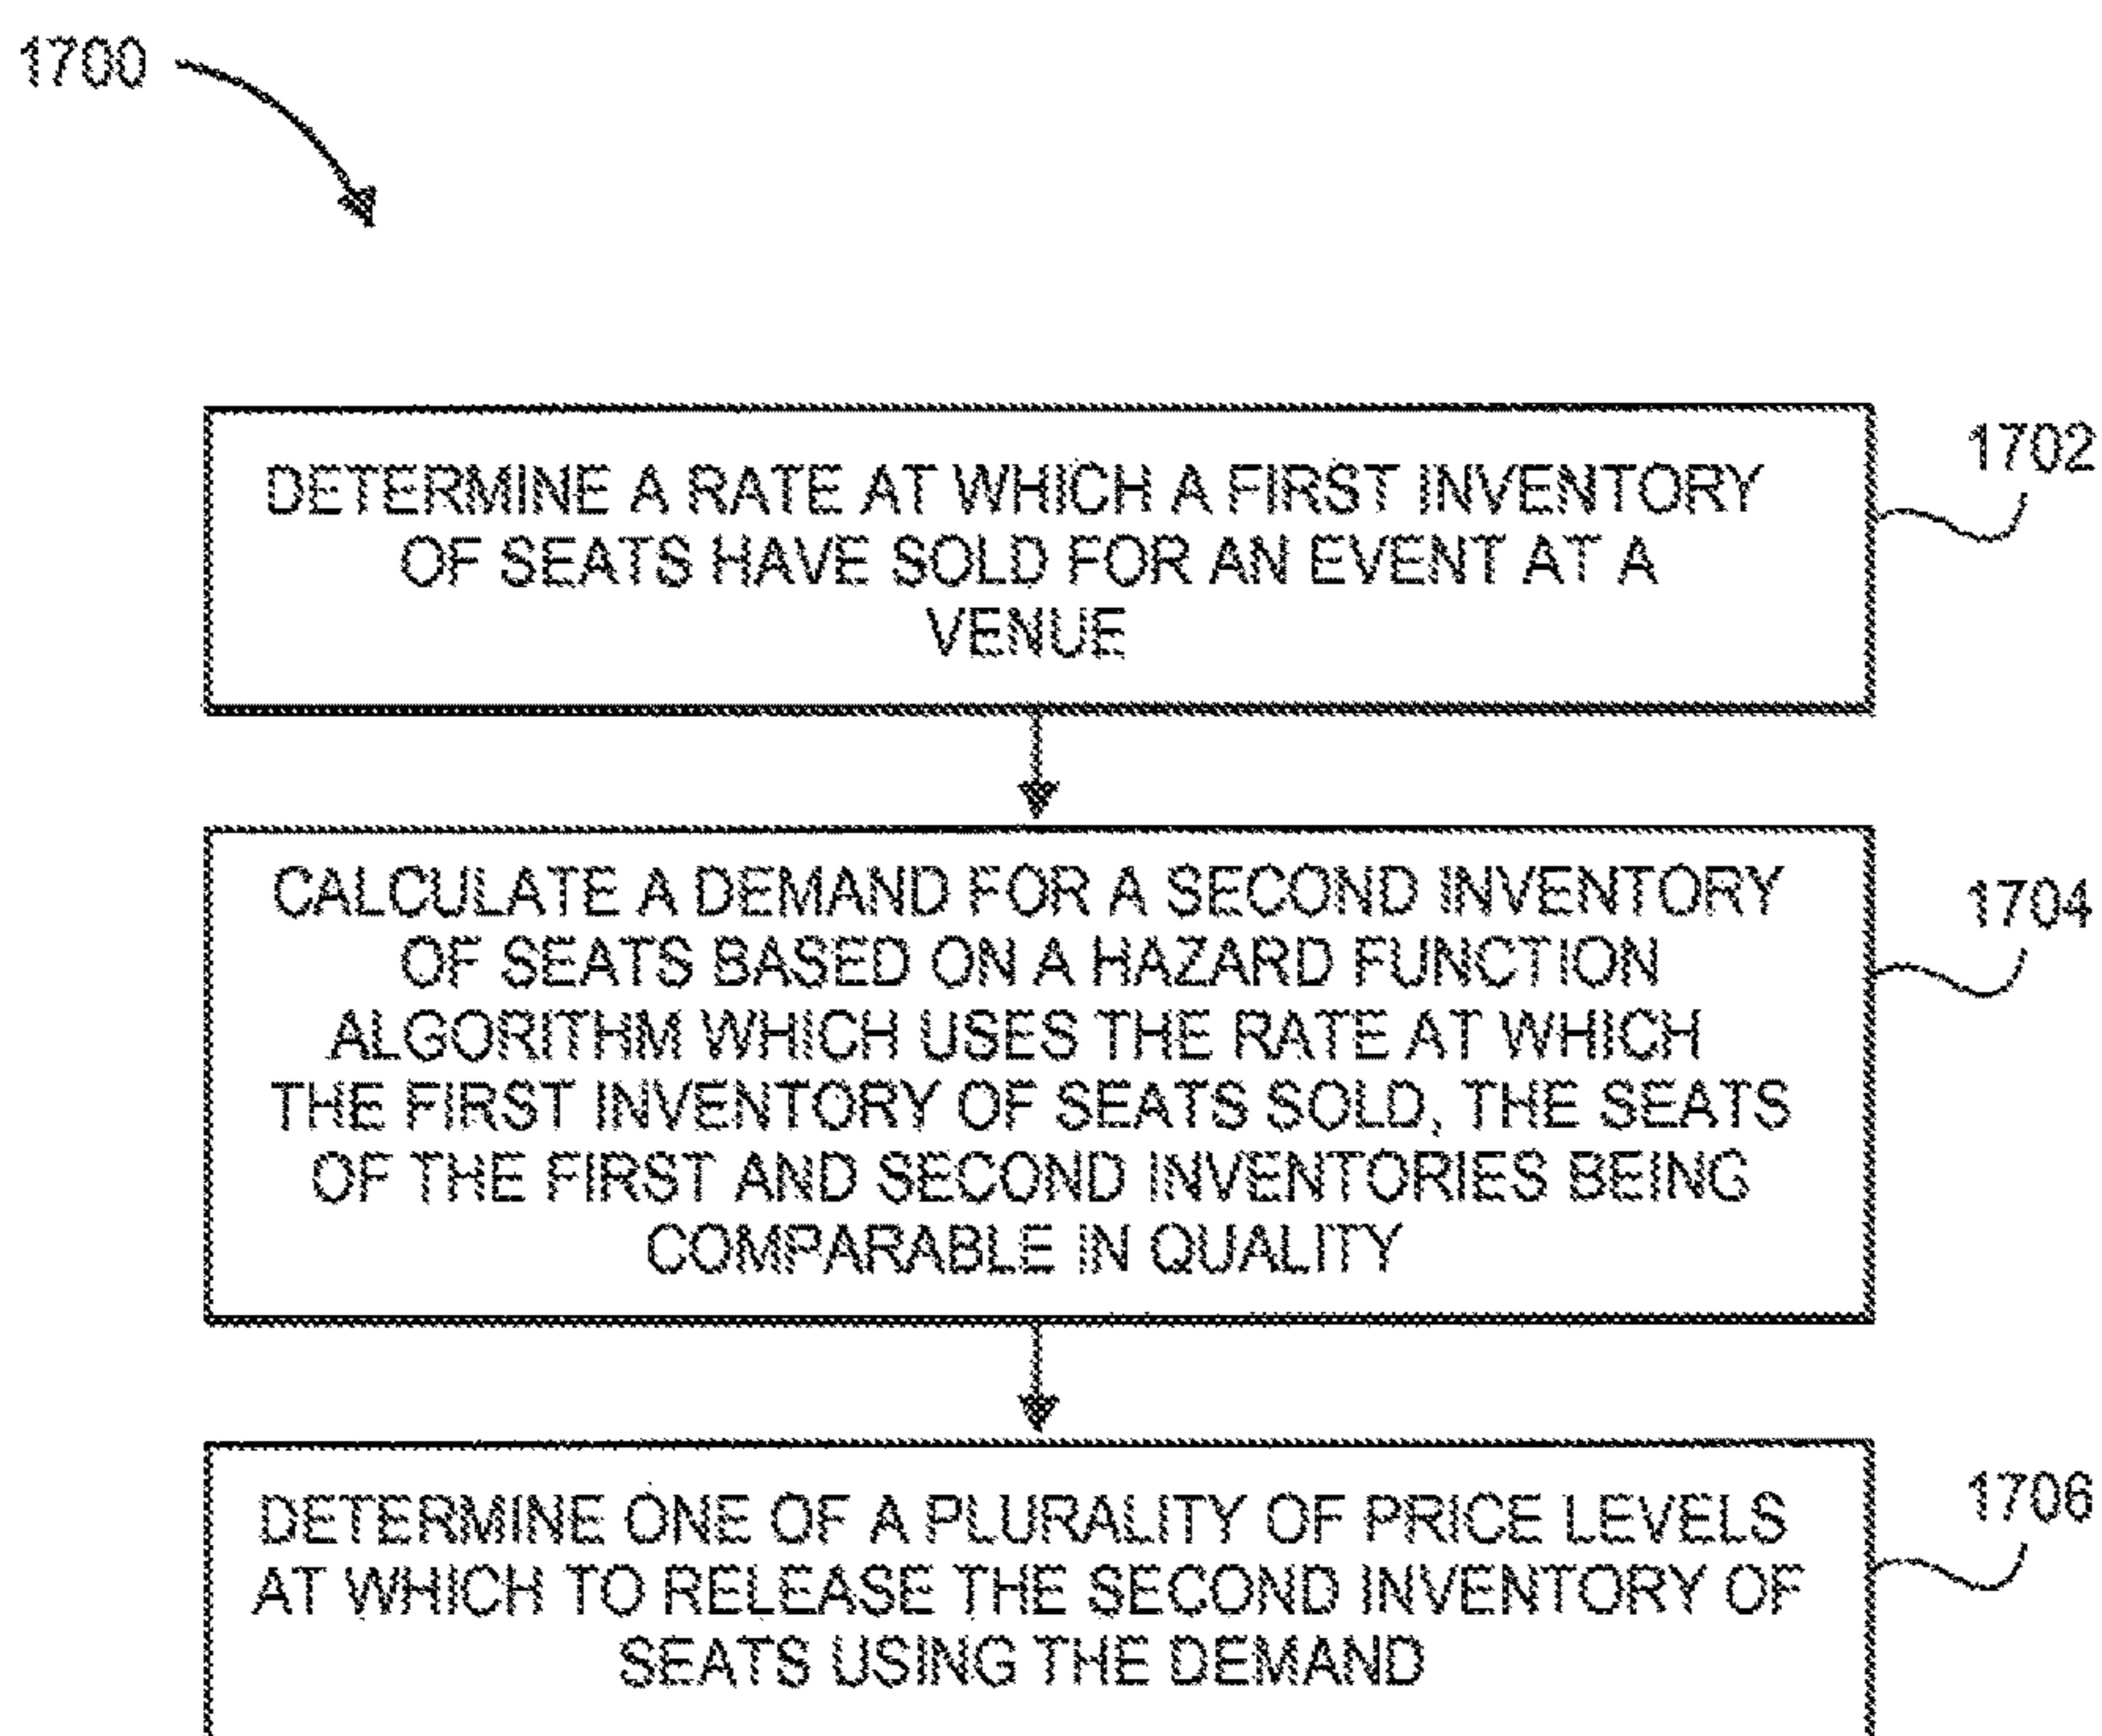 1700
DETERMINE A RATE AT WHICH A FIRST INVENTORY
OF SEATS HAVE SOLD FOR AN EVENT AT A
VENUE
1702
CALCULATE A DEMAND FOR A SECOND INVENTORY
OF SEATS BASED ON A HAZARD FUNCTION
ALGORITHM WHICH USES THE RATE AT WHICH
THE FIRST INVENTORY OF SEATS SOLD, THE SEATS
OF THE FIRST AND SECOND INVENTORIES BEING
COMPARABLE IN QUALITY
1704
DETERMINE ONE OF A PLURALITY OF PRICE LEVELS
AT WHICH TO RELEASE THE SECOND INVENTORY OF
SEATS USING THE DEMAND
1706